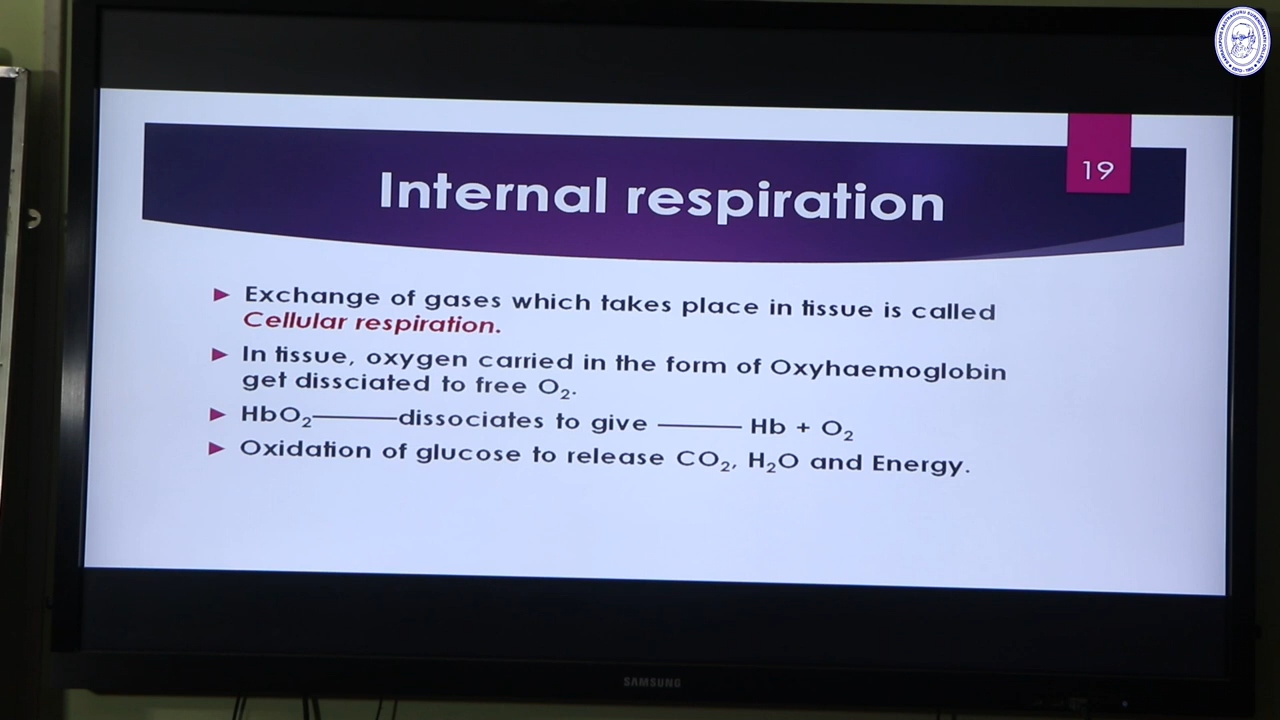 19
Internal respiration
► Exchange of gases which takes place in tissue is called
Cellular respiration.
► In tissue, oxygen carried in the form of Oxyhaemoglobin
get dissciated to free O₂.
► HbO₂———dissociates to give ——— Hb + O₂
► Oxidation of glucose to release CO₂, H₂O and Energy.
SAMSUNG